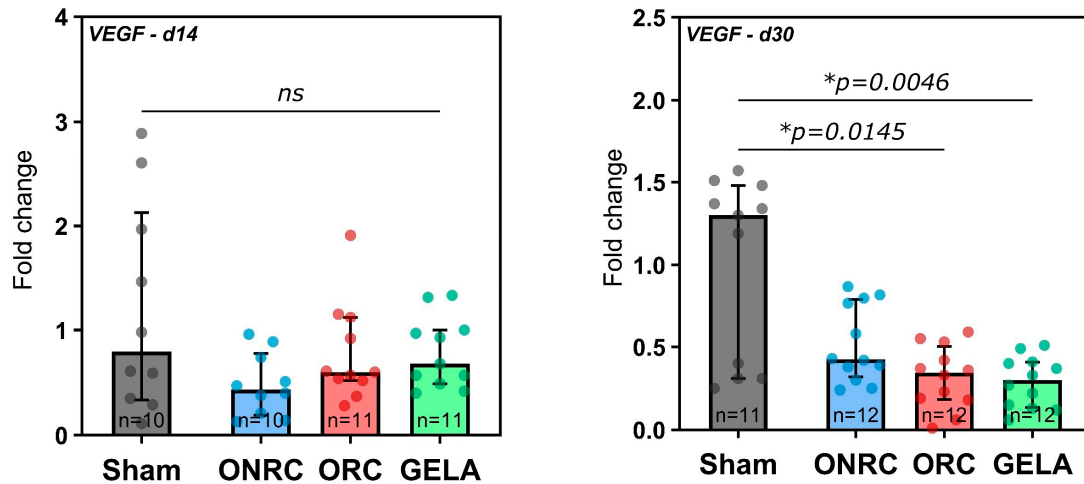 VEGF - d14
Fold change
4
3
2
1
0
ns
n=10
n=10
n=11
n=11
Sham
ONRC
ORC
GELA
VEGF - d30
Fold change
2.5
2.0
1.5
1.0
0.5
0.0
*p=0.0046
*p=0.0145
n=11
n=12
n=12
n=12
Sham
ONRC
ORC
GELA